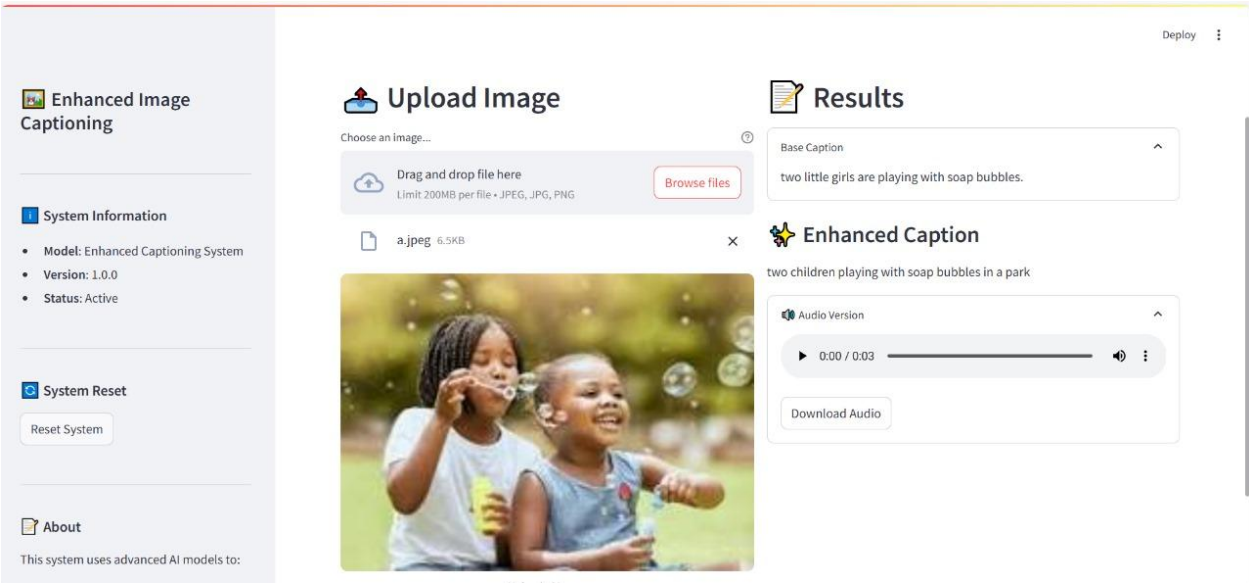 Deploy
Enhanced Image
Captioning
System Information
Model: Enhanced Captioning System
Version: 1.0.0
Status: Active
System Reset
Reset System
About
This system uses advanced AI models to:
Upload Image
Choose an image...
Drag and drop file here
Limit 200MB per file • JPEG, JPG, PNG
Browse files
a.jpeg 6.5KB
Results
Base Caption
two little girls are playing with soap bubbles.
Enhanced Caption
two children playing with soap bubbles in a park
Audio Version
0:00 / 0:03
Download Audio